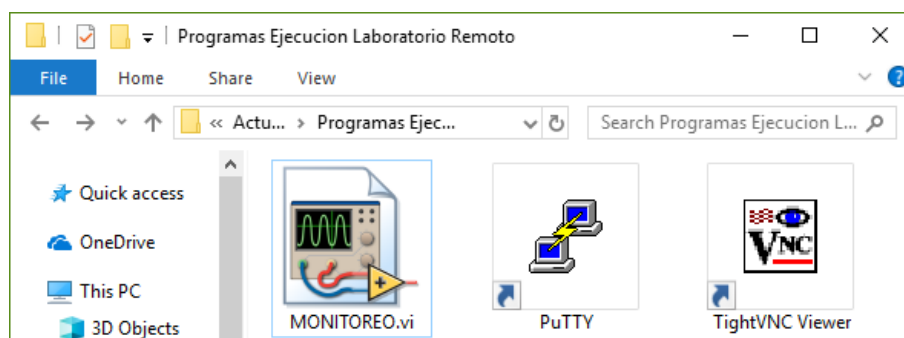 Programas Ejecucion Laboratorio Remoto
File Home Share View
« Actu... › Programas Ejec... Search Programas Ejecucion L...
Quick access
OneDrive
This PC
3D Objects
MONITOREO.vi PuTTY TightVNC Viewer
VNC